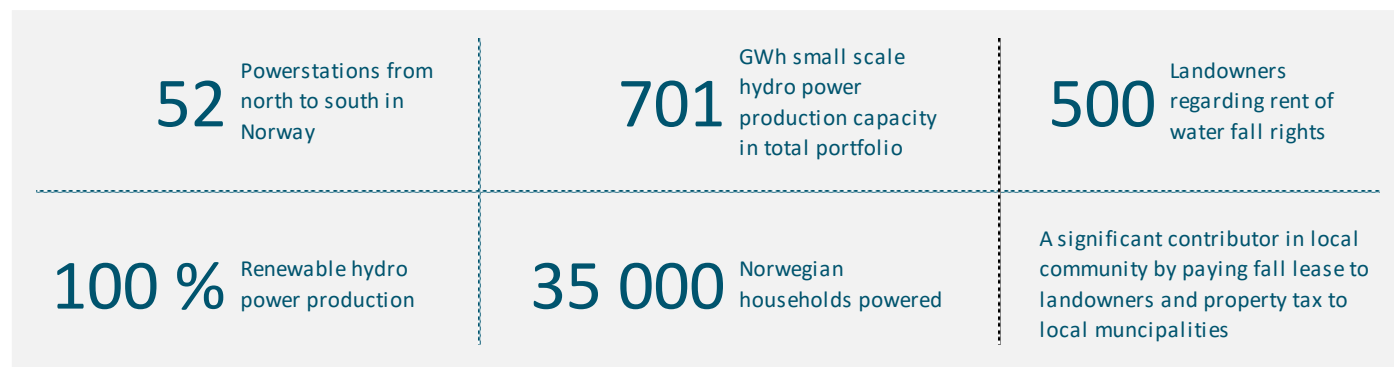 52
Powerstations from
north to south in
Norway
701
GWh small scale
hydro power
production capacity
in total portfolio
500
Landowners
regarding rent of
water fall rights
100 %
Renewable hydro
power production
35 000
Norwegian
households powered
A significant contributor in local
community by paying fall lease to
landowners and property tax to
local muncipalities